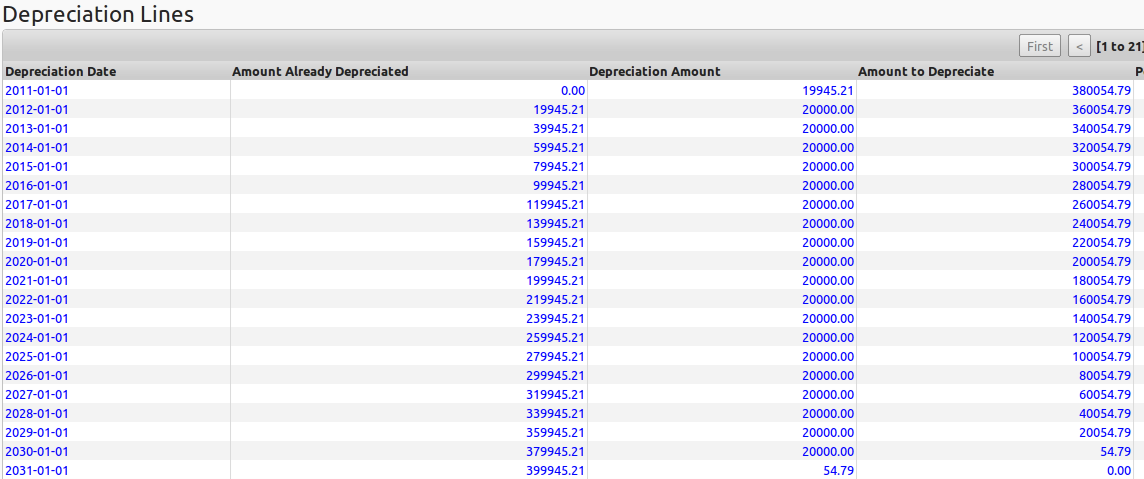 Depreciation Lines
First < [1 to 21]
Depreciation Date Amount Already Depreciated Depreciation Amount Amount to Depreciate
2011-01-01 0.00 19945.21 380054.79
2012-01-01 19945.21 20000.00 360054.79
2013-01-01 39945.21 20000.00 340054.79
2014-01-01 59945.21 20000.00 320054.79
2015-01-01 79945.21 20000.00 300054.79
2016-01-01 99945.21 20000.00 280054.79
2017-01-01 119945.21 20000.00 260054.79
2018-01-01 139945.21 20000.00 240054.79
2019-01-01 159945.21 20000.00 220054.79
2020-01-01 179945.21 20000.00 200054.79
2021-01-01 199945.21 20000.00 180054.79
2022-01-01 219945.21 20000.00 160054.79
2023-01-01 239945.21 20000.00 140054.79
2024-01-01 259945.21 20000.00 120054.79
2025-01-01 279945.21 20000.00 100054.79
2026-01-01 299945.21 20000.00 80054.79
2027-01-01 319945.21 20000.00 60054.79
2028-01-01 339945.21 20000.00 40054.79
2029-01-01 359945.21 20000.00 20054.79
2030-01-01 379945.21 20000.00 54.79
2031-01-01 399945.21 54.79 0.00